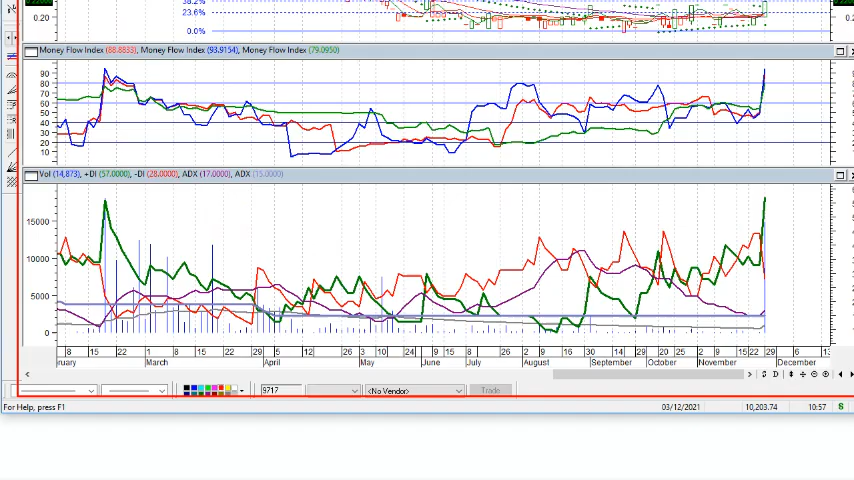 38.2%
0.20 23.6% 0.20
0.0%
Money Flow Index (88.8833), Money Flow Index (93.9154), Money Flow Index (79.0950)
90
80
70
60
50
40
30
20
10
Vol (14,873), +DI (57.0000), -DI (28.0000), ADX (17.0000), ADX (15.0000)
15000
10000
5000
0
8 15 22 1 8 15 22 29 5 12 26 3 10 24 9 15 8 26 2 9 16 30 14 29 20 25 8 15 22 29 6 13
ruary March April May June July August September October November December
9717 <No Vendor> Trade
For Help, press F1 03/12/2021 10,203.74 10:57 S